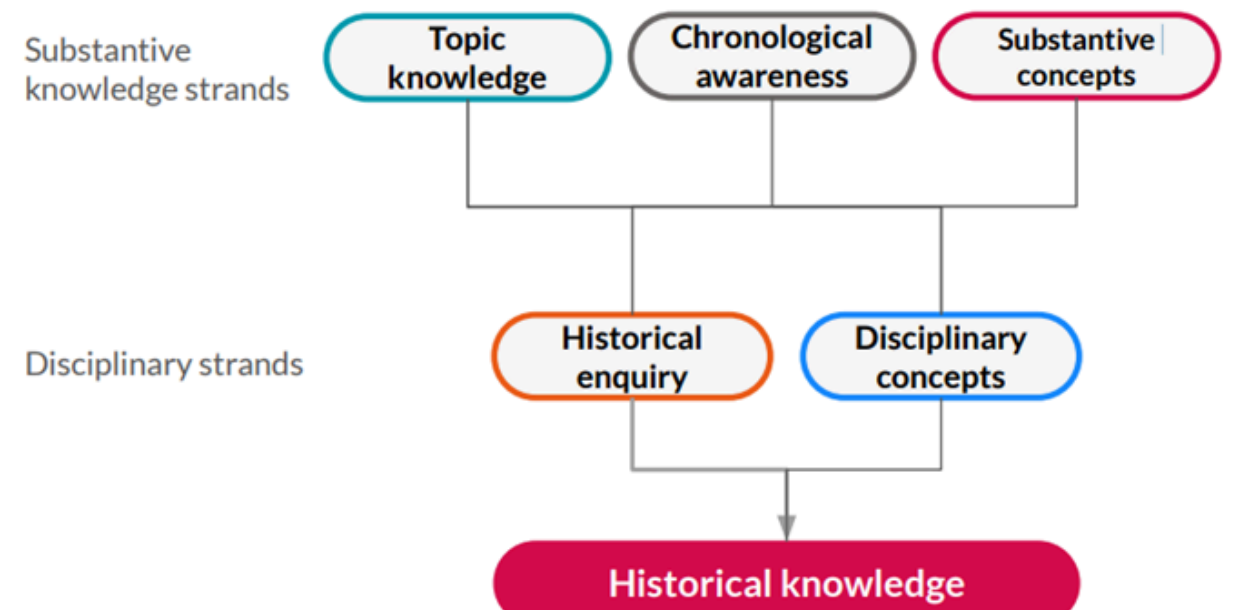 Substantive
knowledge strands
Topic
knowledge
Chronological
awareness
Substantive
concepts
Disciplinary strands
Historical
enquiry
Disciplinary
concepts
Historical knowledge